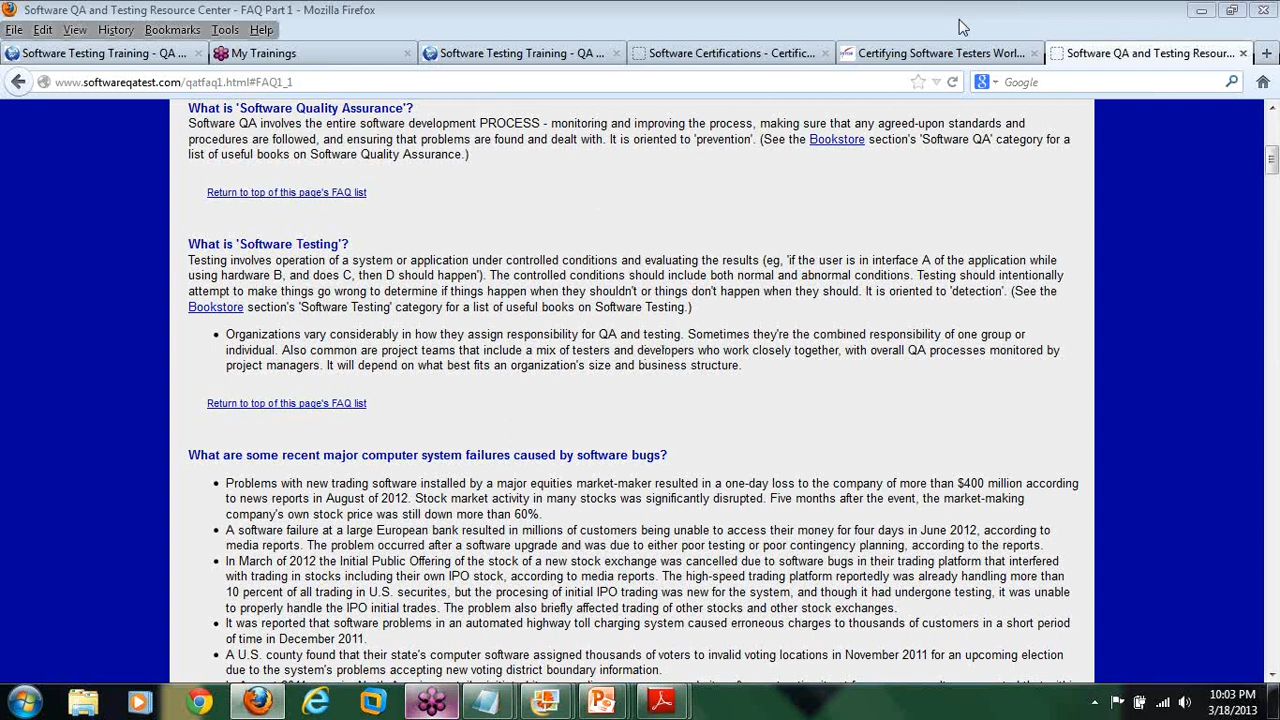 Software QA and Testing Resource Center - FAQ Part 1 - Mozilla Firefox
File Edit View History Bookmarks Tools Help
Software Testing Training - QA ... × My Trainings × Software Testing Training - QA ... × Software Certifications - Certific... × Certifying Software Testers Worl... × Software QA and Testing Resour... ×
www.softwareqatest.com/qatfaq1.html#FAQ1_1
Google
What is 'Software Quality Assurance'?
Software QA involves the entire software development PROCESS - monitoring and improving the process, making sure that any agreed-upon standards and
procedures are followed, and ensuring that problems are found and dealt with. It is oriented to 'prevention'. (See the Bookstore section's 'Software QA' category for a
list of useful books on Software Quality Assurance.)
Return to top of this page's FAQ list
What is 'Software Testing'?
Testing involves operation of a system or application under controlled conditions and evaluating the results (eg, 'if the user is in interface A of the application while
using hardware B, and does C, then D should happen'). The controlled conditions should include both normal and abnormal conditions. Testing should intentionally
attempt to make things go wrong to determine if things happen when they shouldn't or things don't happen when they should. It is oriented to 'detection'. (See the
Bookstore section's 'Software Testing' category for a list of useful books on Software Testing.)
• Organizations vary considerably in how they assign responsibility for QA and testing. Sometimes they're the combined responsibility of one group or
individual. Also common are project teams that include a mix of testers and developers who work closely together, with overall QA processes monitored by
project managers. It will depend on what best fits an organization's size and business structure.
Return to top of this page's FAQ list
What are some recent major computer system failures caused by software bugs?
• Problems with new trading software installed by a major equities market-maker resulted in a one-day loss to the company of more than $400 million according
to news reports in August of 2012. Stock market activity in many stocks was significantly disrupted. Five months after the event, the market-making
company's own stock price was still down more than 60%.
• A software failure at a large European bank resulted in millions of customers being unable to access their money for four days in June 2012, according to
media reports. The problem occurred after a software upgrade and was due to either poor testing or poor contingency planning, according to the reports.
• In March of 2012 the Initial Public Offering of the stock of a new stock exchange was cancelled due to software bugs in their trading platform that interfered
with trading in stocks including their own IPO stock, according to media reports. The high-speed trading platform reportedly was already handling more than
10 percent of all trading in U.S. securites, but the procesing of initial IPO trading was new for the system, and though it had undergone testing, it was unable
to properly handle the IPO initial trades. The problem also briefly affected trading of other stocks and other stock exchanges.
• It was reported that software problems in an automated highway toll charging system caused erroneous charges to thousands of customers in a short period
of time in December 2011.
• A U.S. county found that their state's computer software assigned thousands of voters to invalid voting locations in November 2011 for an upcoming election
due to the system's problems accepting new voting district boundary information.
10:03 PM
3/18/2013